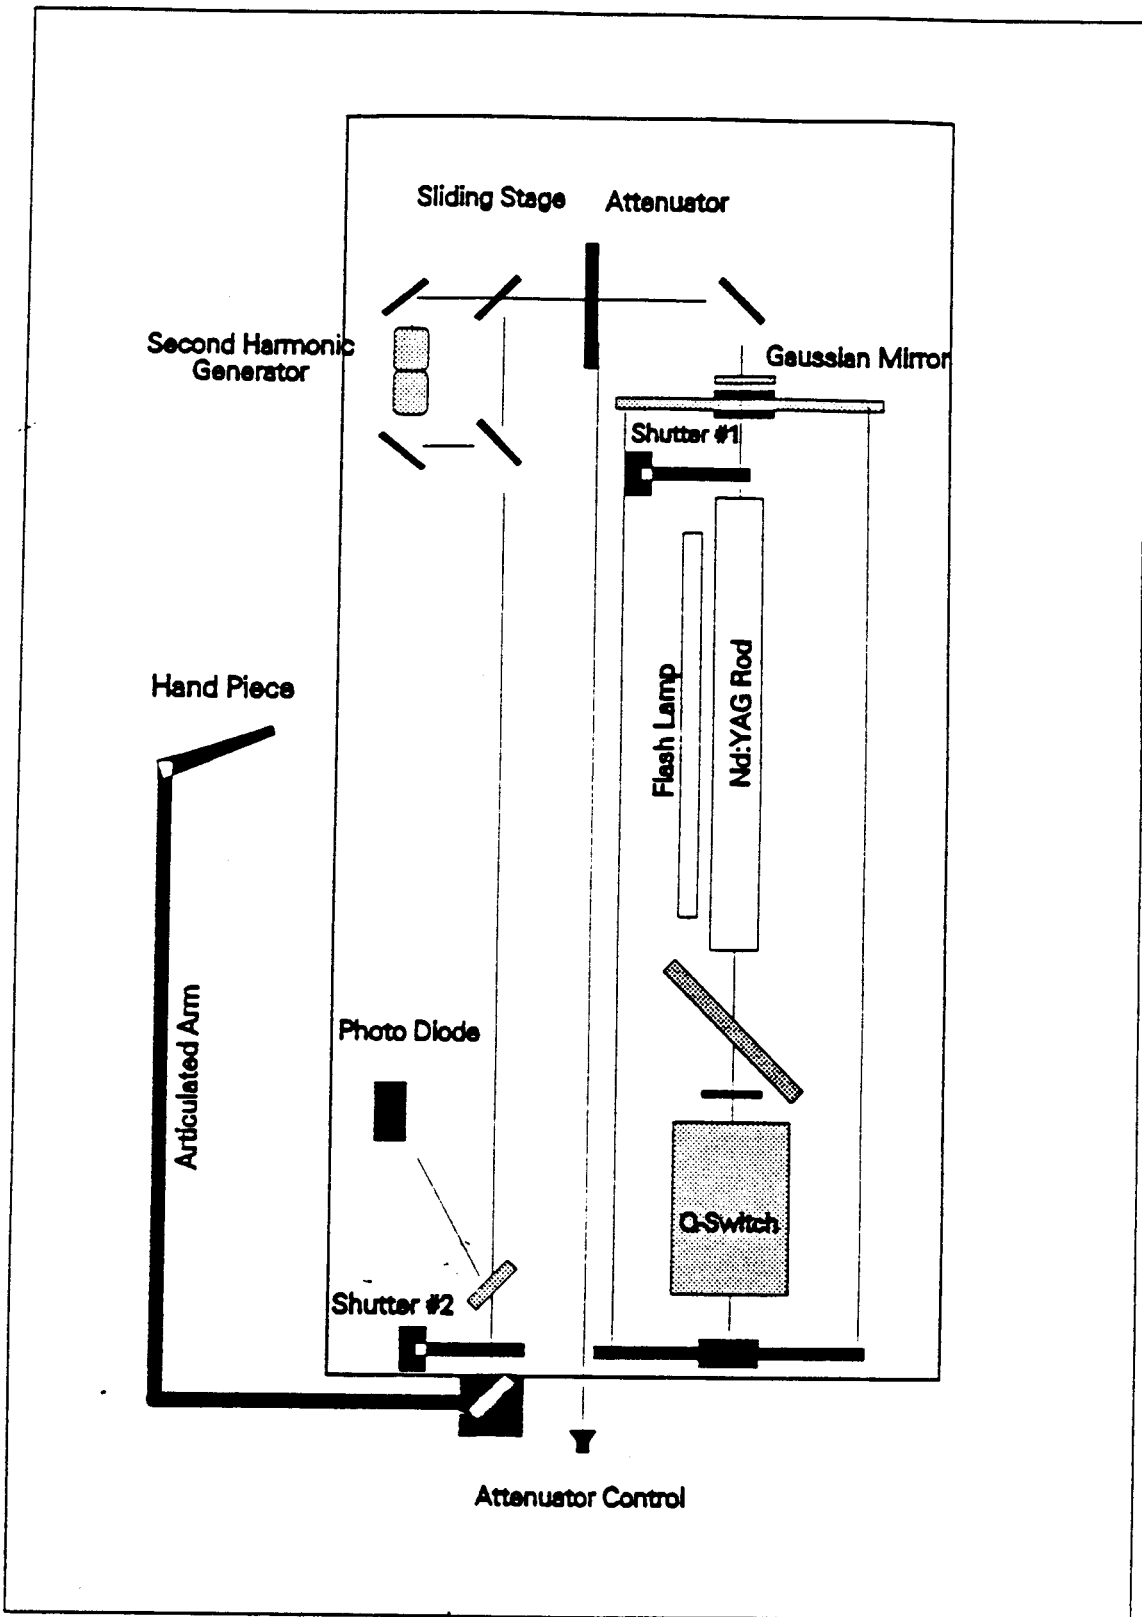 Sliding Stage
Attenuator
Second Harmonic
Generator
Gaussian Mirror
Shutter #1
Flash Lamp
Nd:YAG Rod
Hand Piece
Articulated Arm
Photo Diode
Q-Switch
Shutter #2
Attenuator Control